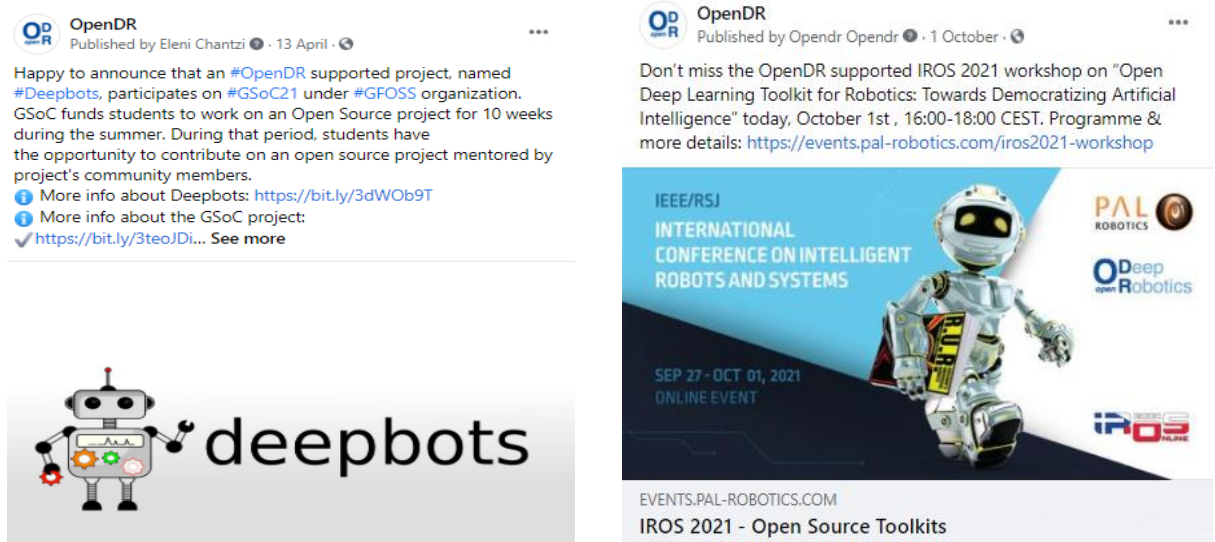 OpenDR
Published by Eleni Chantzi · 13 April ·
Happy to announce that an #OpenDR supported project, named
#Deepbots, participates on #GSoC21 under #GFOSS organization.
GSoC funds students to work on an Open Source project for 10 weeks
during the summer. During that period, students have
the opportunity to contribute on an open source project mentored by
project's community members.
More info about Deepbots: https://bit.ly/3dWOb9T
More info about the GSoC project:
https://bit.ly/3teoJDi... See more
deepbots
OpenDR
Published by Opendr Opendr · 1 October ·
Don't miss the OpenDR supported IROS 2021 workshop on “Open
Deep Learning Toolkit for Robotics: Towards Democratizing Artificial
Intelligence” today, October 1st , 16:00-18:00 CEST. Programme &
more details: https://events.pal-robotics.com/iros2021-workshop
IEEE/RSJ
INTERNATIONAL
CONFERENCE ON INTELLIGENT
ROBOTS AND SYSTEMS
SEP 27 - OCT 01, 2021
ONLINE EVENT
R.U.R
PAL
ROBOTICS
Deep
open Robotics
IROS
ONLINE
EVENTS.PAL-ROBOTICS.COM
IROS 2021 - Open Source Toolkits